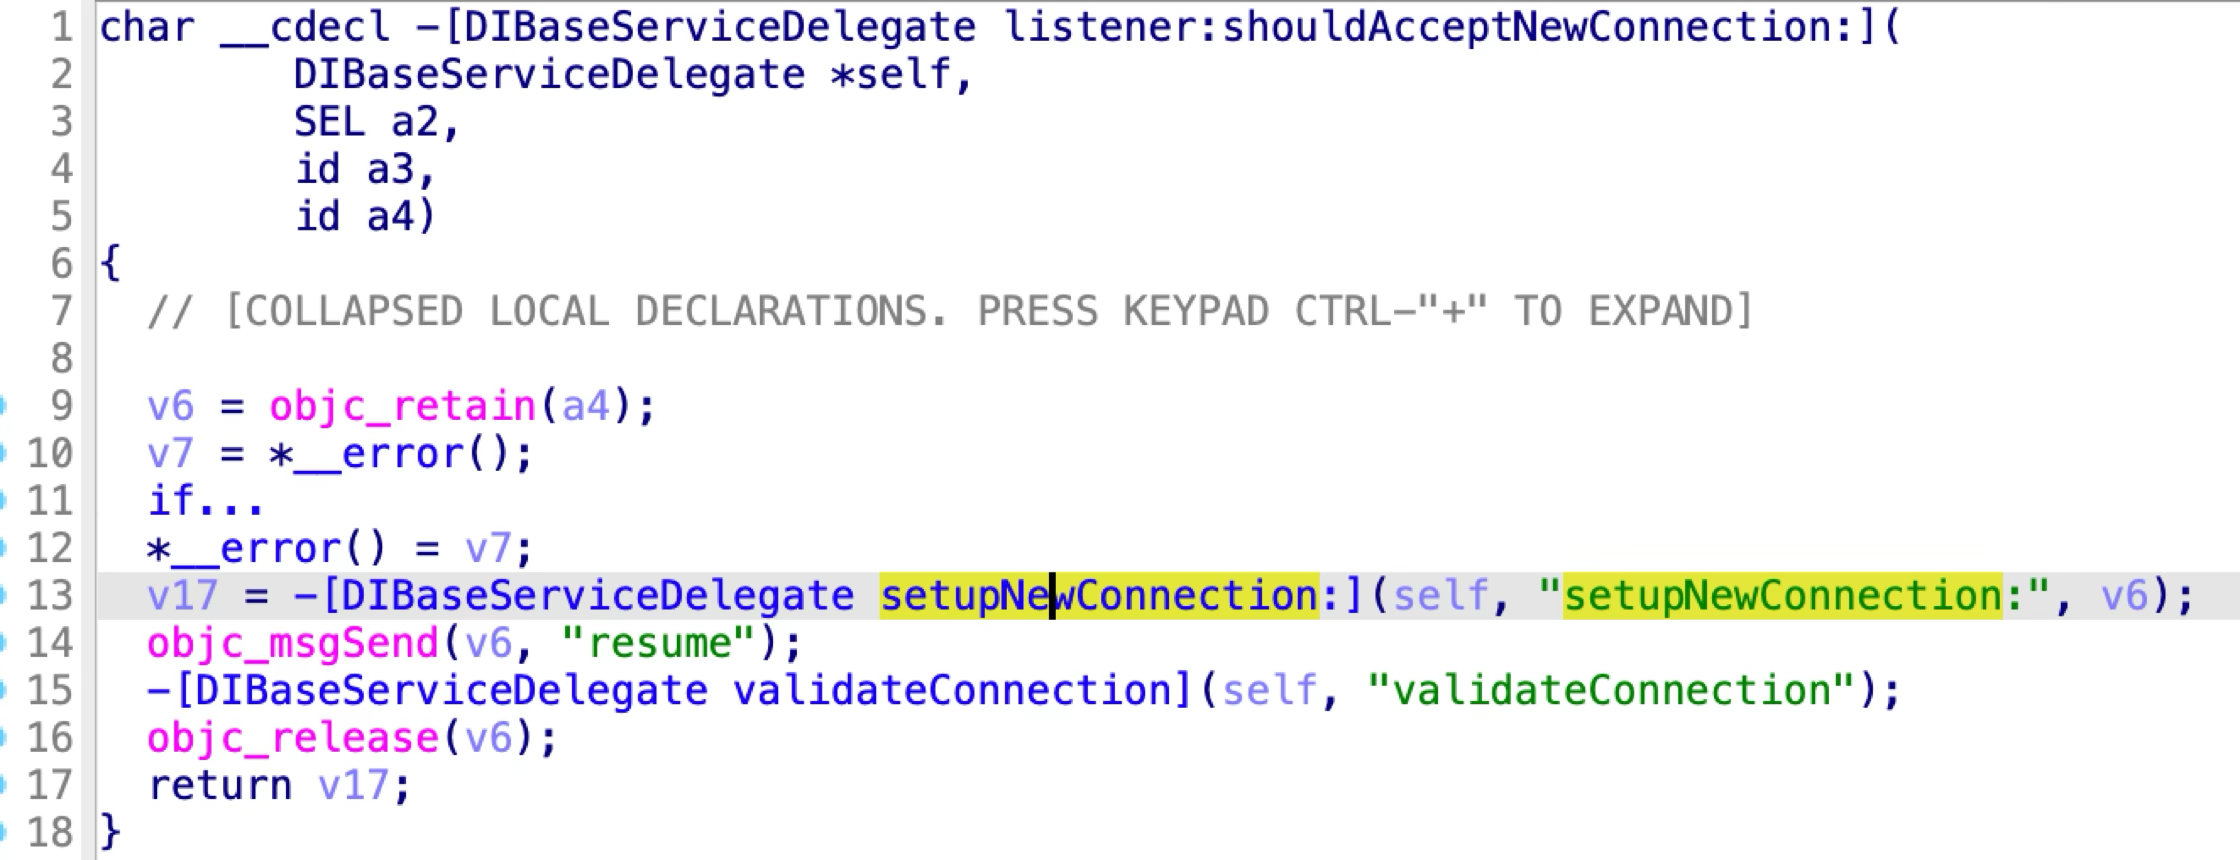 1 char __cdecl -[DIBaseServiceDelegate listener:shouldAcceptNewConnection:](
2 DIBaseServiceDelegate *self,
3 SEL a2,
4 id a3,
5 id a4)
6 {
7 // [COLLAPSED LOCAL DECLARATIONS. PRESS KEYPAD CTRL-"+" TO EXPAND]
8
9 v6 = objc_retain(a4);
10 v7 = *__error();
11 if...
12 *__error() = v7;
13 v17 = -[DIBaseServiceDelegate setupNewConnection:](self, "setupNewConnection:", v6);
14 objc_msgSend(v6, "resume");
15 -[DIBaseServiceDelegate validateConnection](self, "validateConnection");
16 objc_release(v6);
17 return v17;
18 }